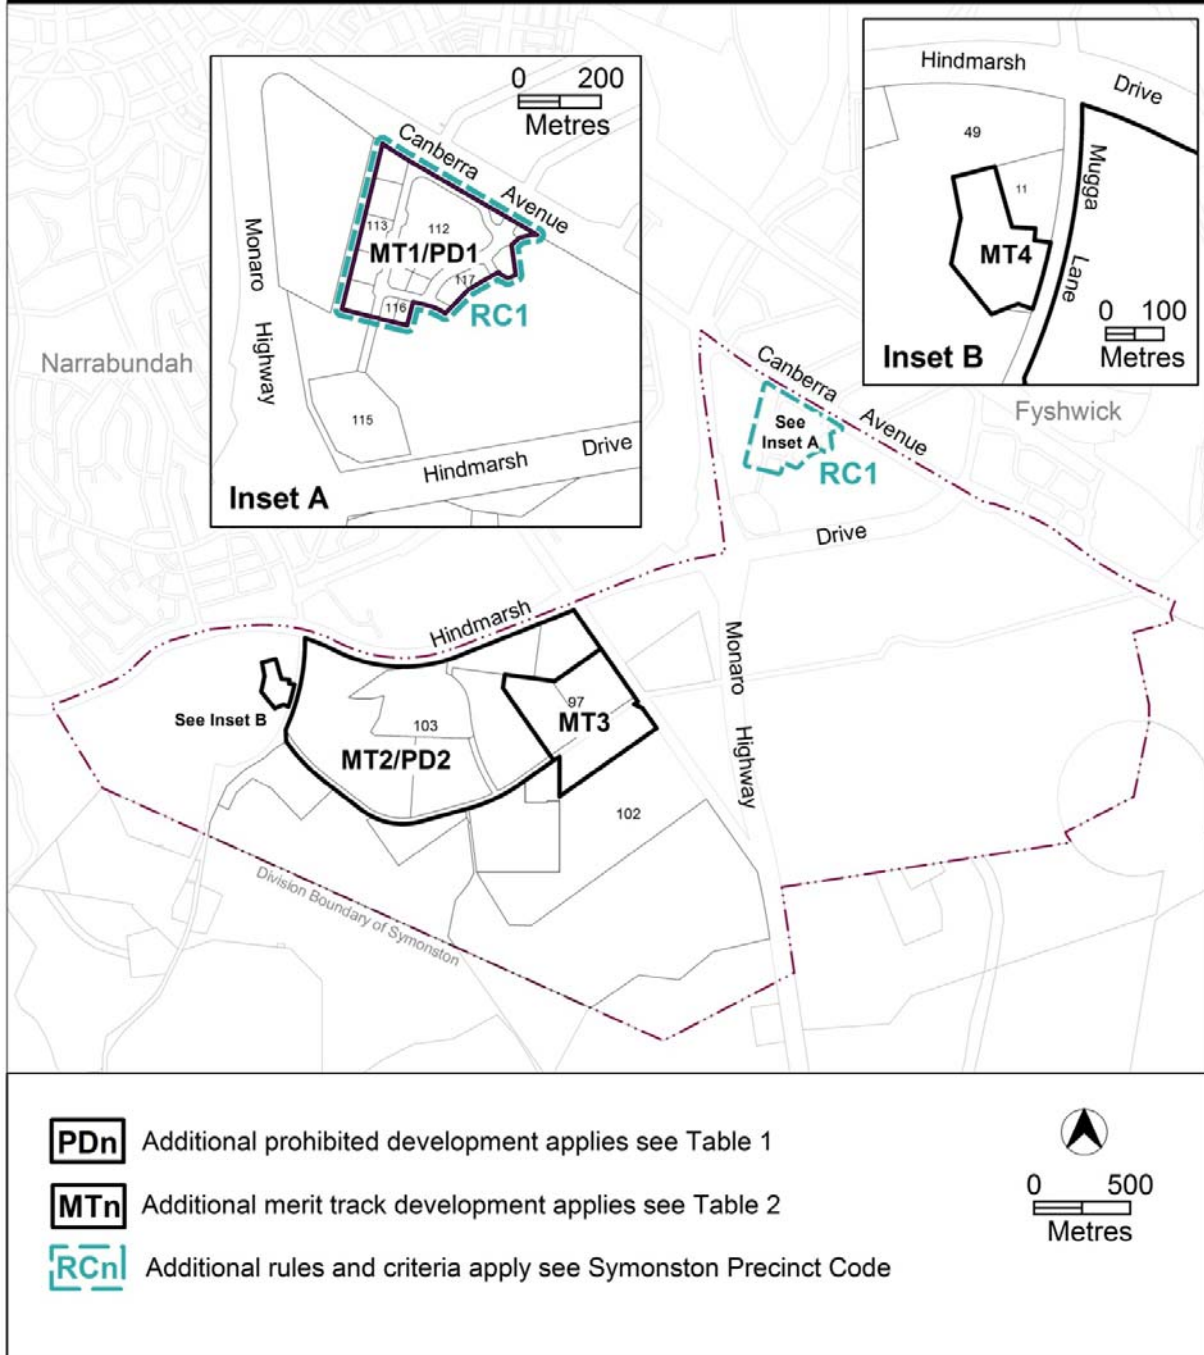 0 200
Metres
Canberra
Avenue
113
112
MT1/PD1
117
116
RC1
Monaro
Highway
115
Hindmarsh
Drive
Inset A
Hindmarsh
Drive
49
11
Mugga
Lane
MT4
0 100
Metres
Inset B
Narrabundah
Fyshwick
Canberra
Avenue
See
Inset A
RC1
Drive
Hindmarsh
Monaro
Highway
See Inset B
103
MT2/PD2
97
MT3
102
Division Boundary of Symonston
PDn Additional prohibited development applies see Table 1
MTn Additional merit track development applies see Table 2
RCn Additional rules and criteria apply see Symonston Precinct Code
0 500
Metres